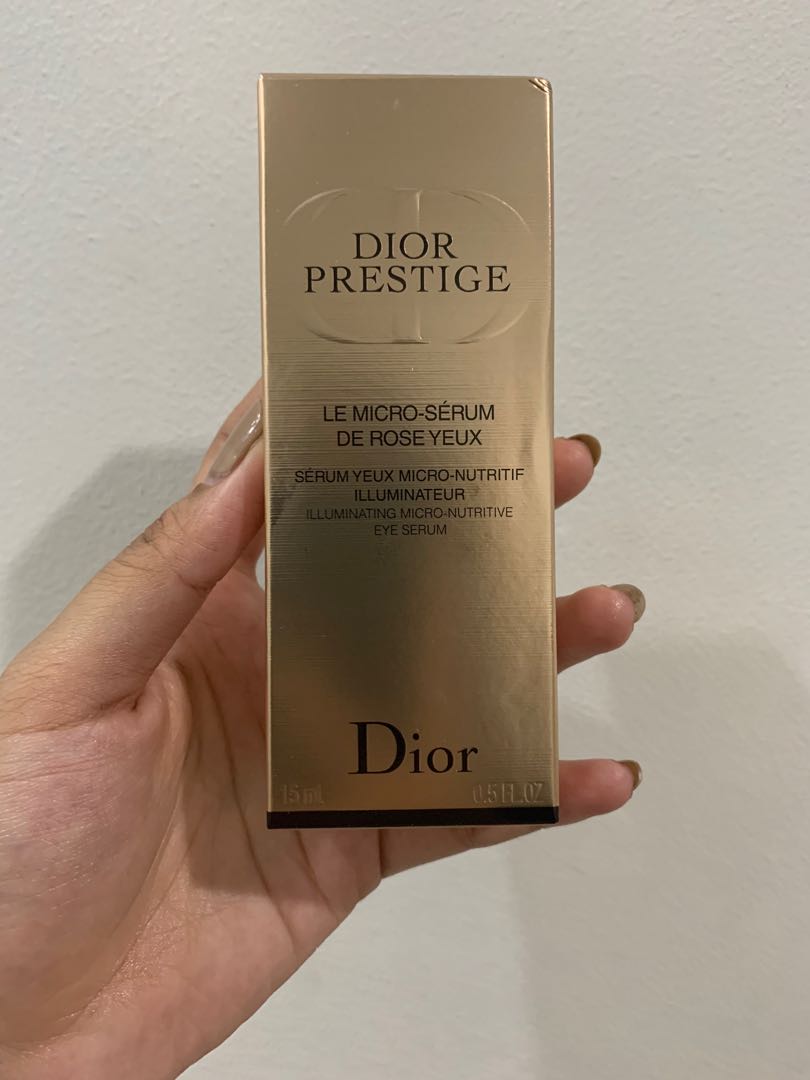 DIOR
PRESTIGE
LE MICRO-SÉRUM
DE ROSE YEUX
SÉRUM YEUX MICRO-NUTRITIF
ILLUMINATEUR
ILLUMINATING MICRO-NUTRITIVE
EYE SERUM
Dior
15 mL 0.5 FL.OZ